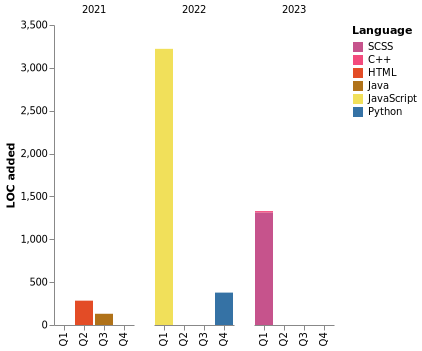 2021 2022 2023
3,500
3,000
2,500
2,000
1,500
1,000
500
0
LOC added
Q1 Q2 Q3 Q4 Q1 Q2 Q3 Q4 Q1 Q2 Q3 Q4
Language
SCSS
C++
HTML
Java
JavaScript
Python